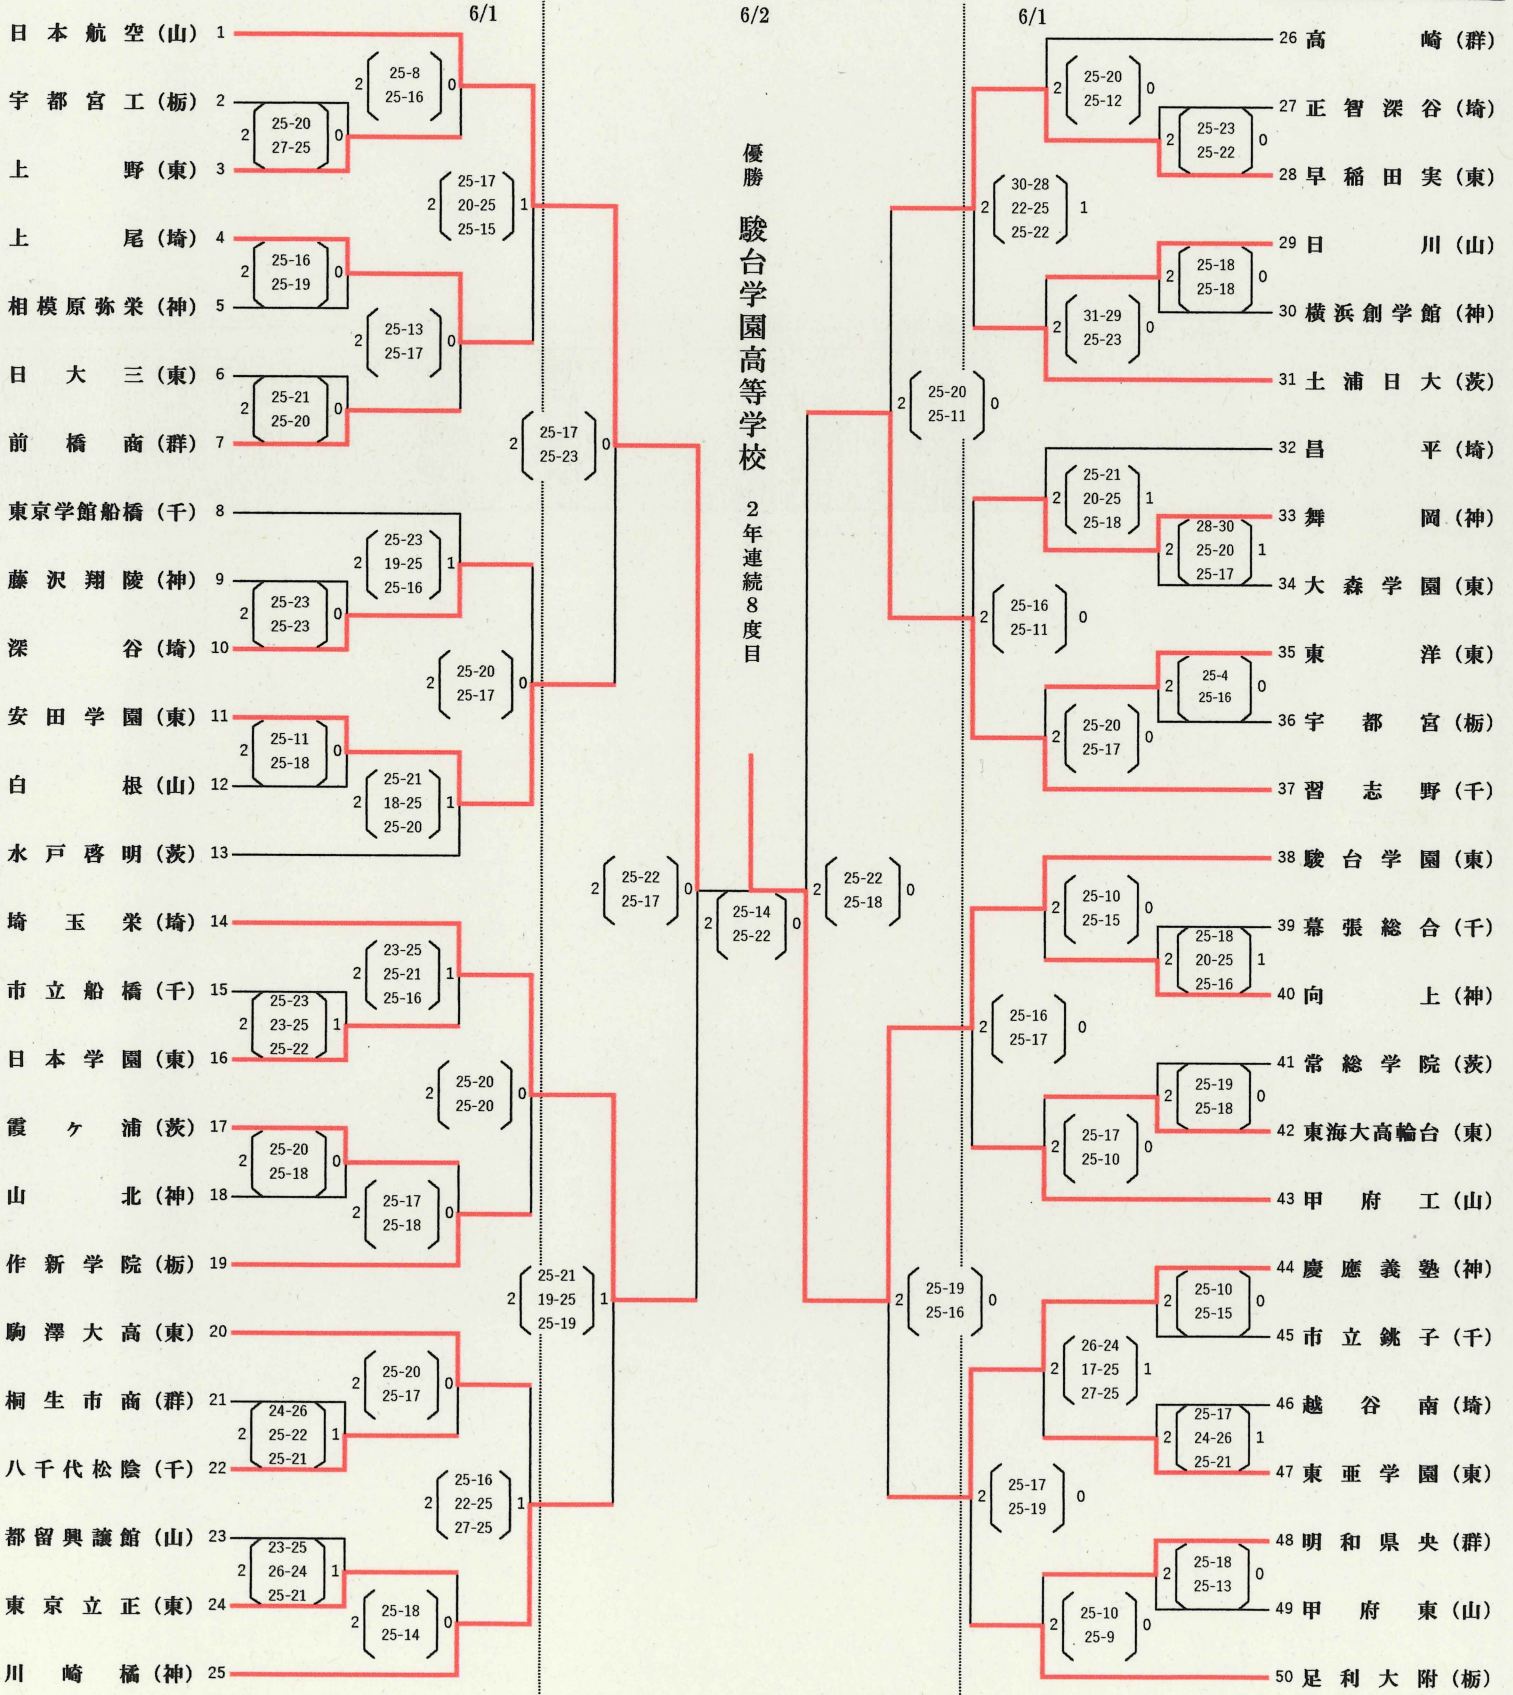 6/1
6/2
6/1
日本航空(山) 1
宇都宮工(栃) 2
上野(東) 3
上尾(埼) 4
相模原弥栄(神) 5
日大三(東) 6
前橋商(群) 7
東京学館船橋(千) 8
藤沢翔陵(神) 9
深谷(埼) 10
安田学園(東) 11
白根(山) 12
水戸啓明(茨) 13
埼玉栄(埼) 14
市立船橋(千) 15
日本学園(東) 16
霞ヶ浦(茨) 17
山北(神) 18
作新学院(栃) 19
駒澤大高(東) 20
桐生市商(群) 21
八千代松陰(千) 22
都留興譲館(山) 23
東京立正(東) 24
川崎橘(神) 25
2 25-20 0
27-25
2 25-16 0
25-19
2 25-21 0
25-20
2 25-23 0
25-23
2 25-11 0
25-18
25-23
2 23-25 1
25-22
2 25-20 0
25-18
24-26
2 25-22 1
25-21
23-25
2 26-24 1
25-21
2 25-8 0
25-16
2 25-13 0
25-17
25-23
2 19-25 1
25-16
25-21
2 18-25 1
25-20
23-25
2 25-21 1
25-16
2 25-17 0
25-18
2 25-20 0
25-17
2 25-18 0
25-14
25-17
2 20-25 1
25-15
2 25-20 0
25-17
2 25-20 0
25-20
25-16
2 22-25 1
27-25
2 25-17 0
25-23
25-21
2 19-25 1
25-19
2 25-22 0
25-17
優勝 駿台学園高等学校 2年連続8度目
2 25-14 0
25-22
2 25-22 0
25-18
2 25-20 0
25-11
2 25-19 0
25-16
30-28
2 22-25 1
25-22
2 25-16 0
25-11
2 25-16 0
25-17
2 25-17 0
25-19
2 25-20 0
25-12
2 31-29 0
25-23
25-21
2 20-25 1
25-18
2 25-20 0
25-17
2 25-10 0
25-15
2 25-17 0
25-10
26-24
2 17-25 1
27-25
2 25-10 0
25-9
2 25-23 0
25-22
2 25-18 0
25-18
28-30
2 25-20 1
25-17
2 25-4 0
25-16
25-18
2 20-25 1
25-16
2 25-19 0
25-18
2 25-10 0
25-15
25-17
2 24-26 1
25-21
2 25-18 0
25-13
26 高崎(群)
27 正智深谷(埼)
28 早稲田実(東)
29 日川(山)
30 横浜創学館(神)
31 土浦日大(茨)
32 昌平(埼)
33 舞岡(神)
34 大森学園(東)
35 東洋(東)
36 宇都宮(栃)
37 習志野(千)
38 駿台学園(東)
39 幕張総合(千)
40 向上(神)
41 常総学院(茨)
42 東海大高輪台(東)
43 甲府工(山)
44 慶應義塾(神)
45 市立銚子(千)
46 越谷南(埼)
47 東亜学園(東)
48 明和県央(群)
49 甲府東(山)
50 足利大附(栃)